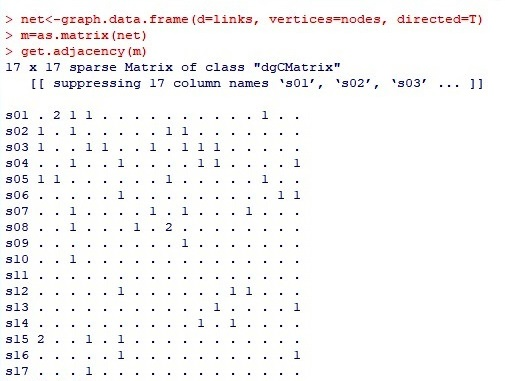 > net<-graph.data.frame(d=links, vertices=nodes, directed=T)
> m=as.matrix(net)
> get.adjacency(m)
17 x 17 sparse Matrix of class "dgCMatrix"
[[ suppressing 17 column names ‘s01’, ‘s02’, ‘s03’ ... ]]
s01 . 2 1 1 . . . . . . . . . . 1 . .
s02 1 . 1 . . . . . 1 1 . . . . . . .
s03 1 . . 1 1 . . 1 . 1 1 1 . . . . .
s04 . . 1 . . 1 . . . . 1 1 . . . . 1
s05 1 1 . . . . . . 1 . . . . . 1 . .
s06 . . . . . 1 . . . . . . . . . 1 1
s07 . . 1 . . . . 1 . 1 . . . 1 . . .
s08 . . 1 . . . 1 . 2 . . . . . . . .
s09 . . . . . . . . . 1 . . . . . . .
s10 . . 1 . . . . . . . . . . . . . .
s11 . . . . . . . . . . . . . . . . .
s12 . . . . . 1 . . . . . . 1 1 . . .
s13 . . . . . . . . . . . 1 . . . . 1
s14 . . . . . . . . . . 1 . 1 . . . .
s15 2 . . 1 . 1 . . . . . . . . . . .
s16 . . . . . 1 . . . . . . . . . . 1
s17 . . . 1 . . . . . . . . . . . . .